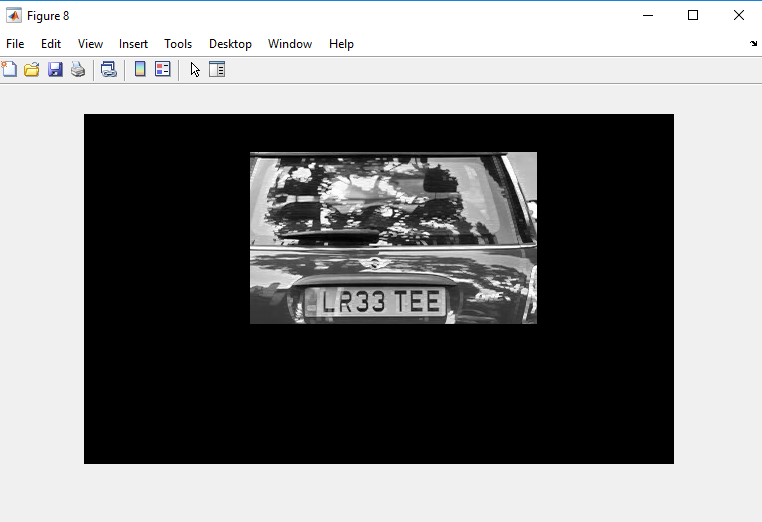 Figure 8
File Edit View Insert Tools Desktop Window Help
LR33 TEE